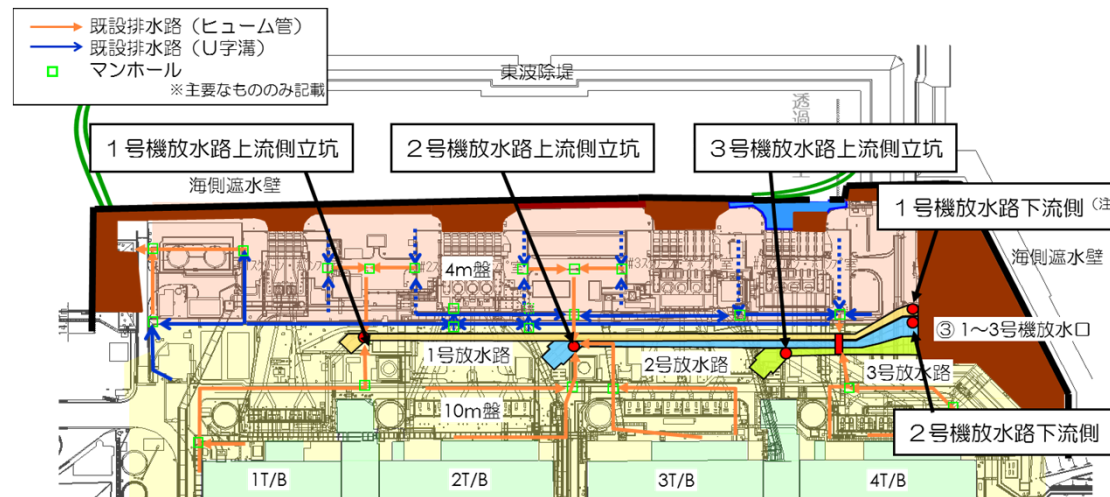 既設排水路（ヒューム管）
既設排水路（U字溝）
マンホール
※主要なもののみ記載
東波除堤
１号機放水路上流側立坑
２号機放水路上流側立坑
３号機放水路上流側立坑
海側遮水壁
１号機放水路下流側（注
海側遮水壁
4m盤
③ 1～3号機放水口
1号放水路
2号放水路
3号放水路
10m盤
２号機放水路下流側
1T/B
2T/B
3T/B
4T/B